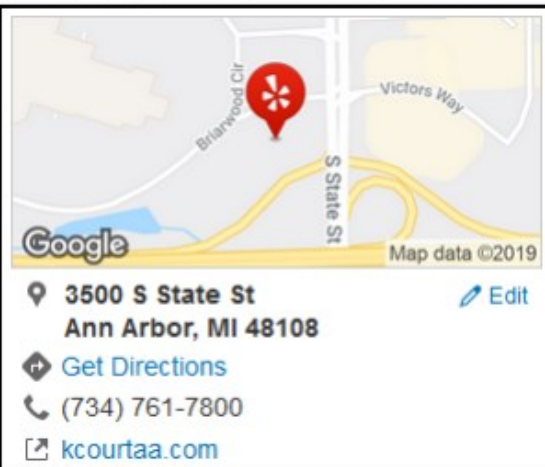 Briarwood Cir
Victors Way
S State St
Google
Map data ©2019
3500 S State St
Edit
Ann Arbor, MI 48108
Get Directions
(734) 761-7800
kcourtaa.com